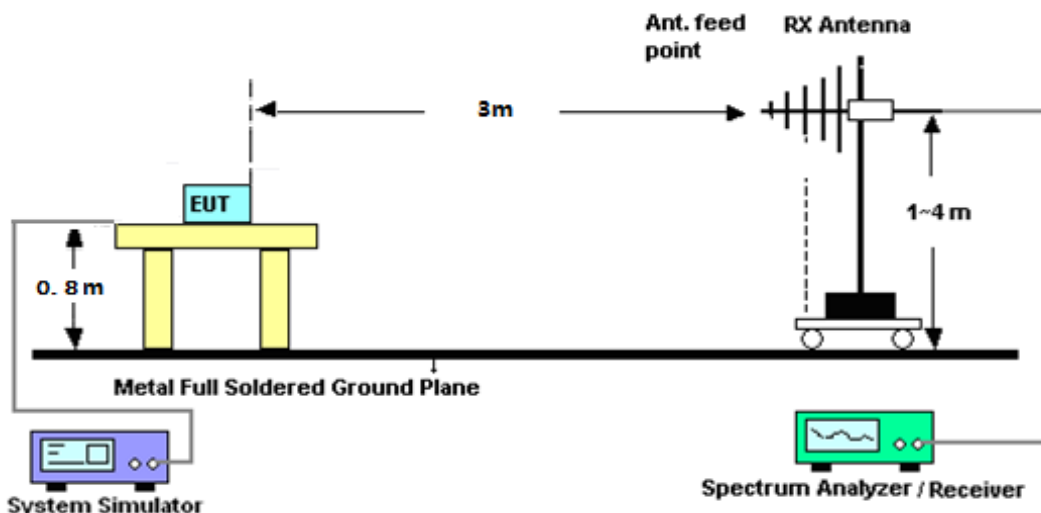 Ant. feed
point
RX Antenna
3m
EUT
1~4 m
0. 8 m
Metal Full Soldered Ground Plane
System Simulator
Spectrum Analyzer / Receiver